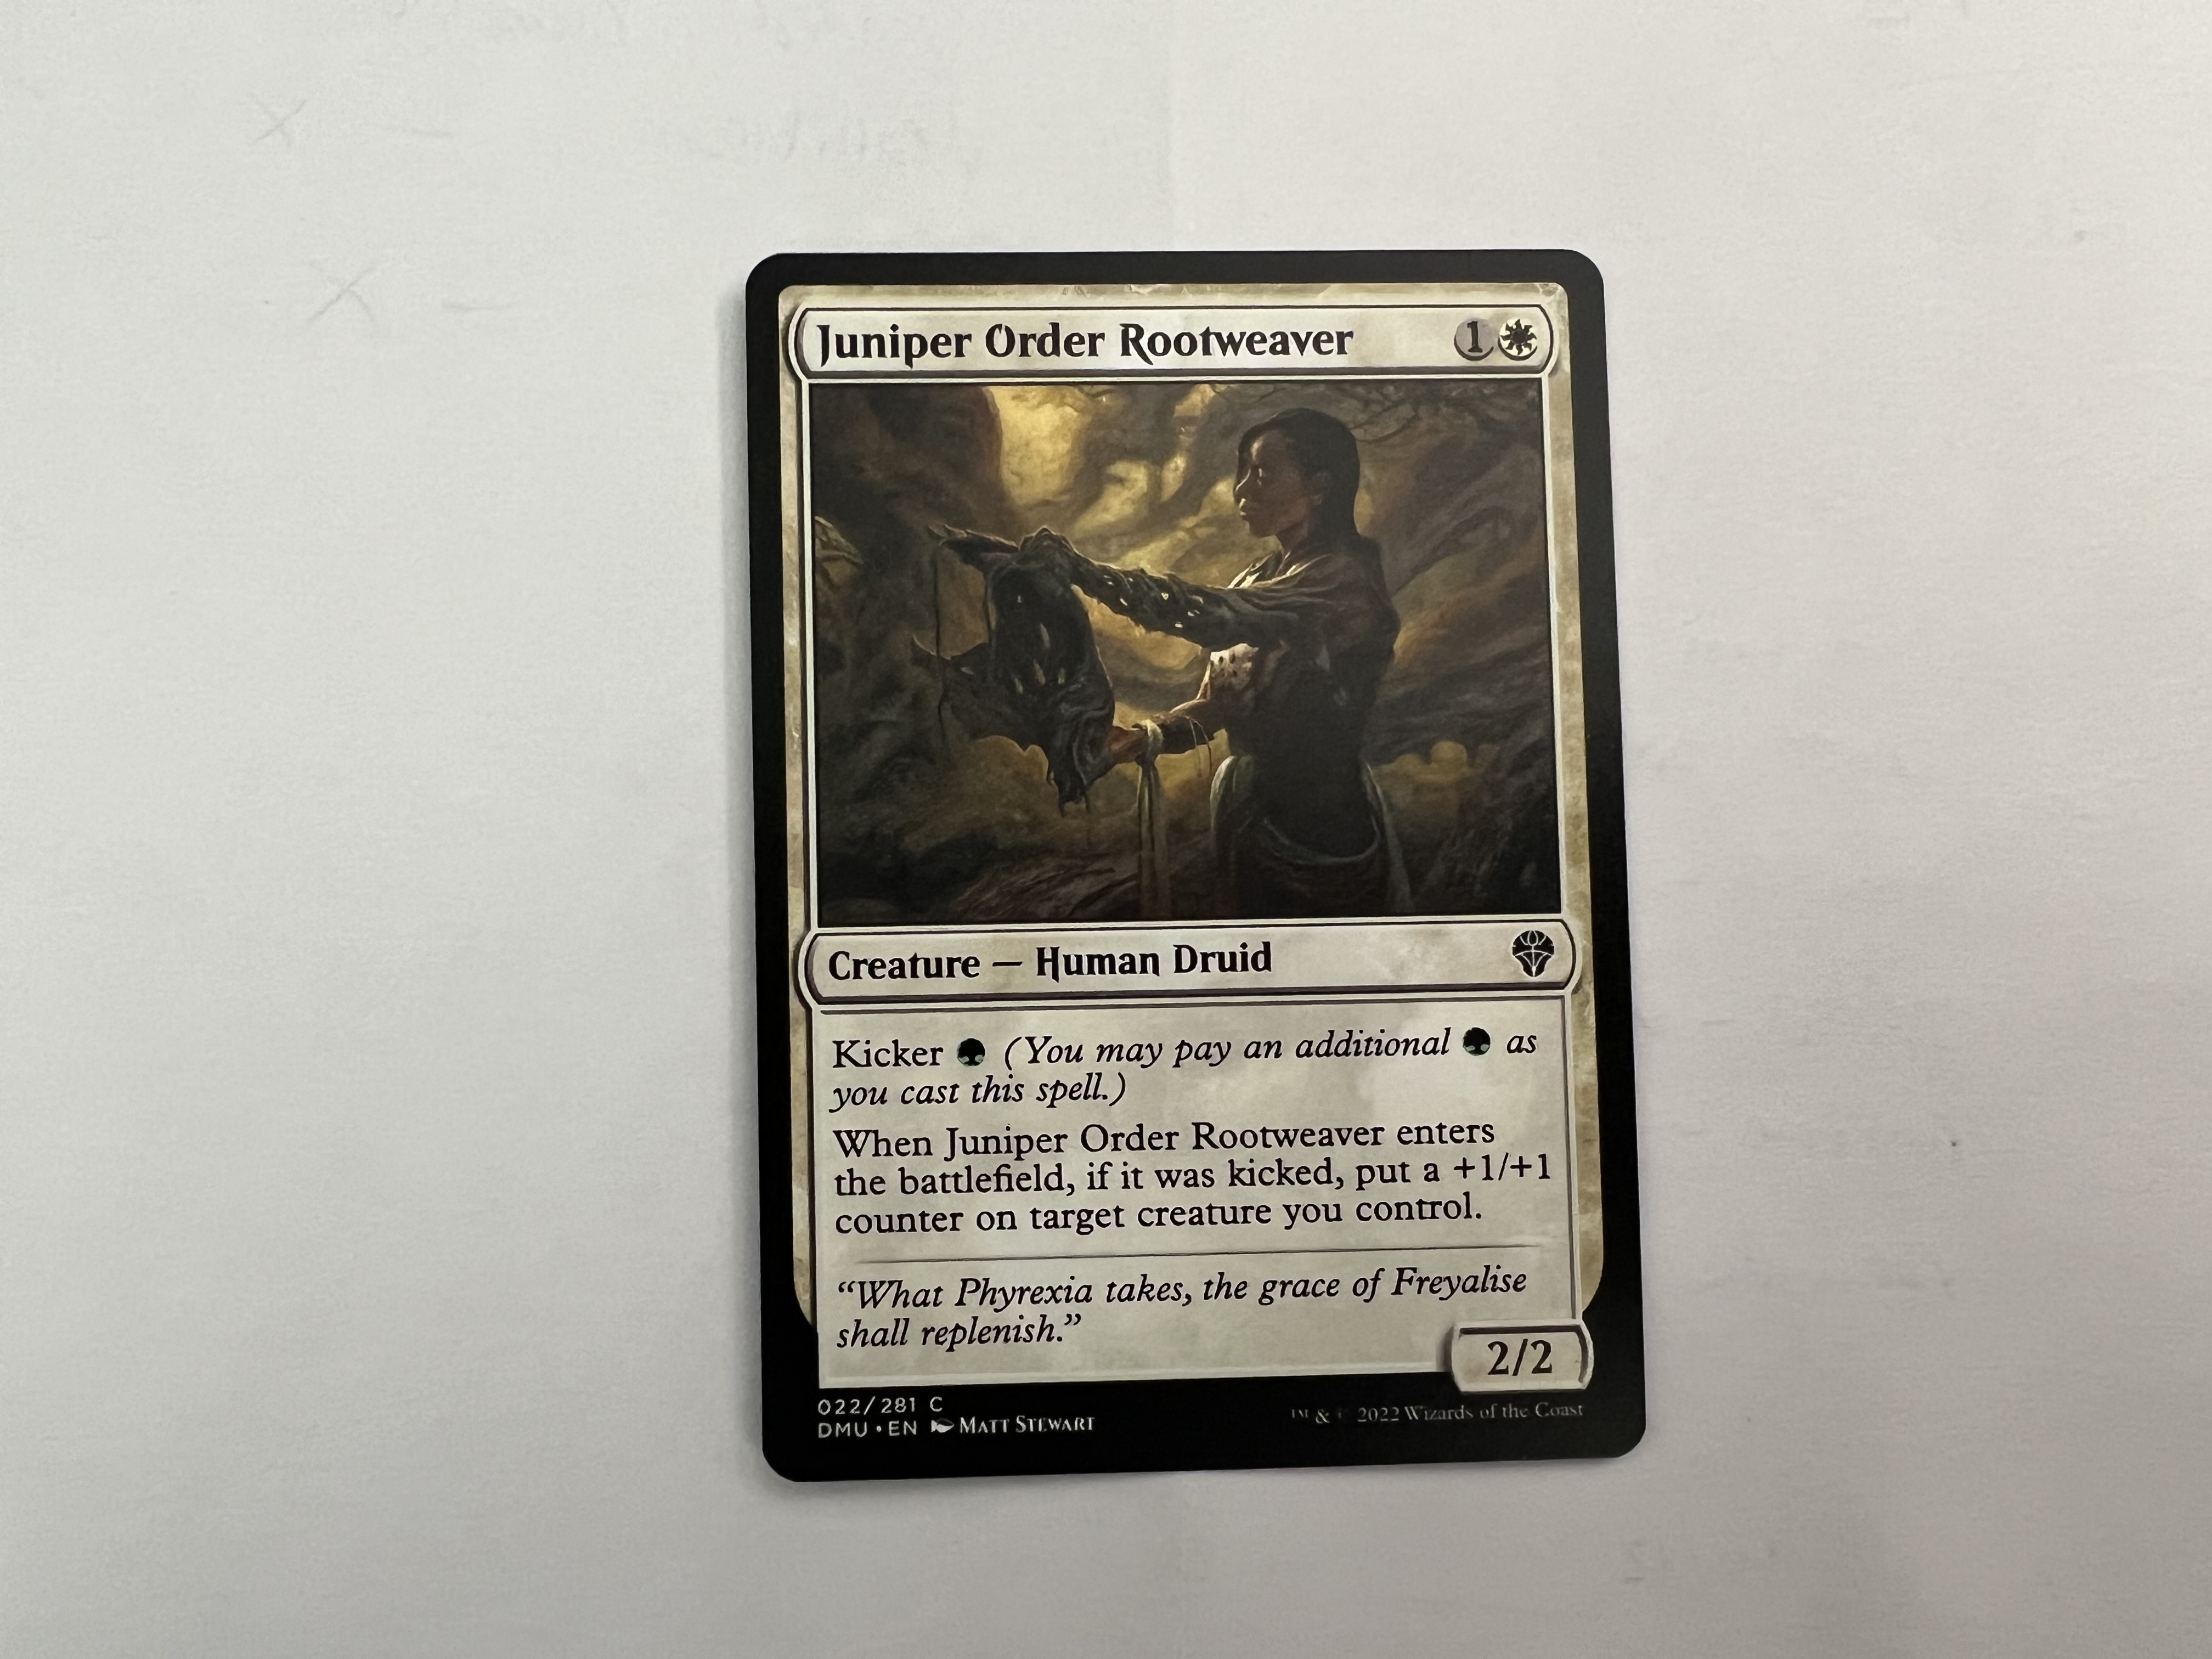 Juniper Order Rootweaver 1
Creature — Human Druid
Kicker (You may pay an additional as
you cast this spell.)
When Juniper Order Rootweaver enters
the battlefield, if it was kicked, put a +1/+1
counter on target creature you control.
“What Phyrexia takes, the grace of Freyalise
shall replenish.”
2/2
022/281 C
DMU • EN Matt Stewart
™ & © 2022 Wizards of the Coast